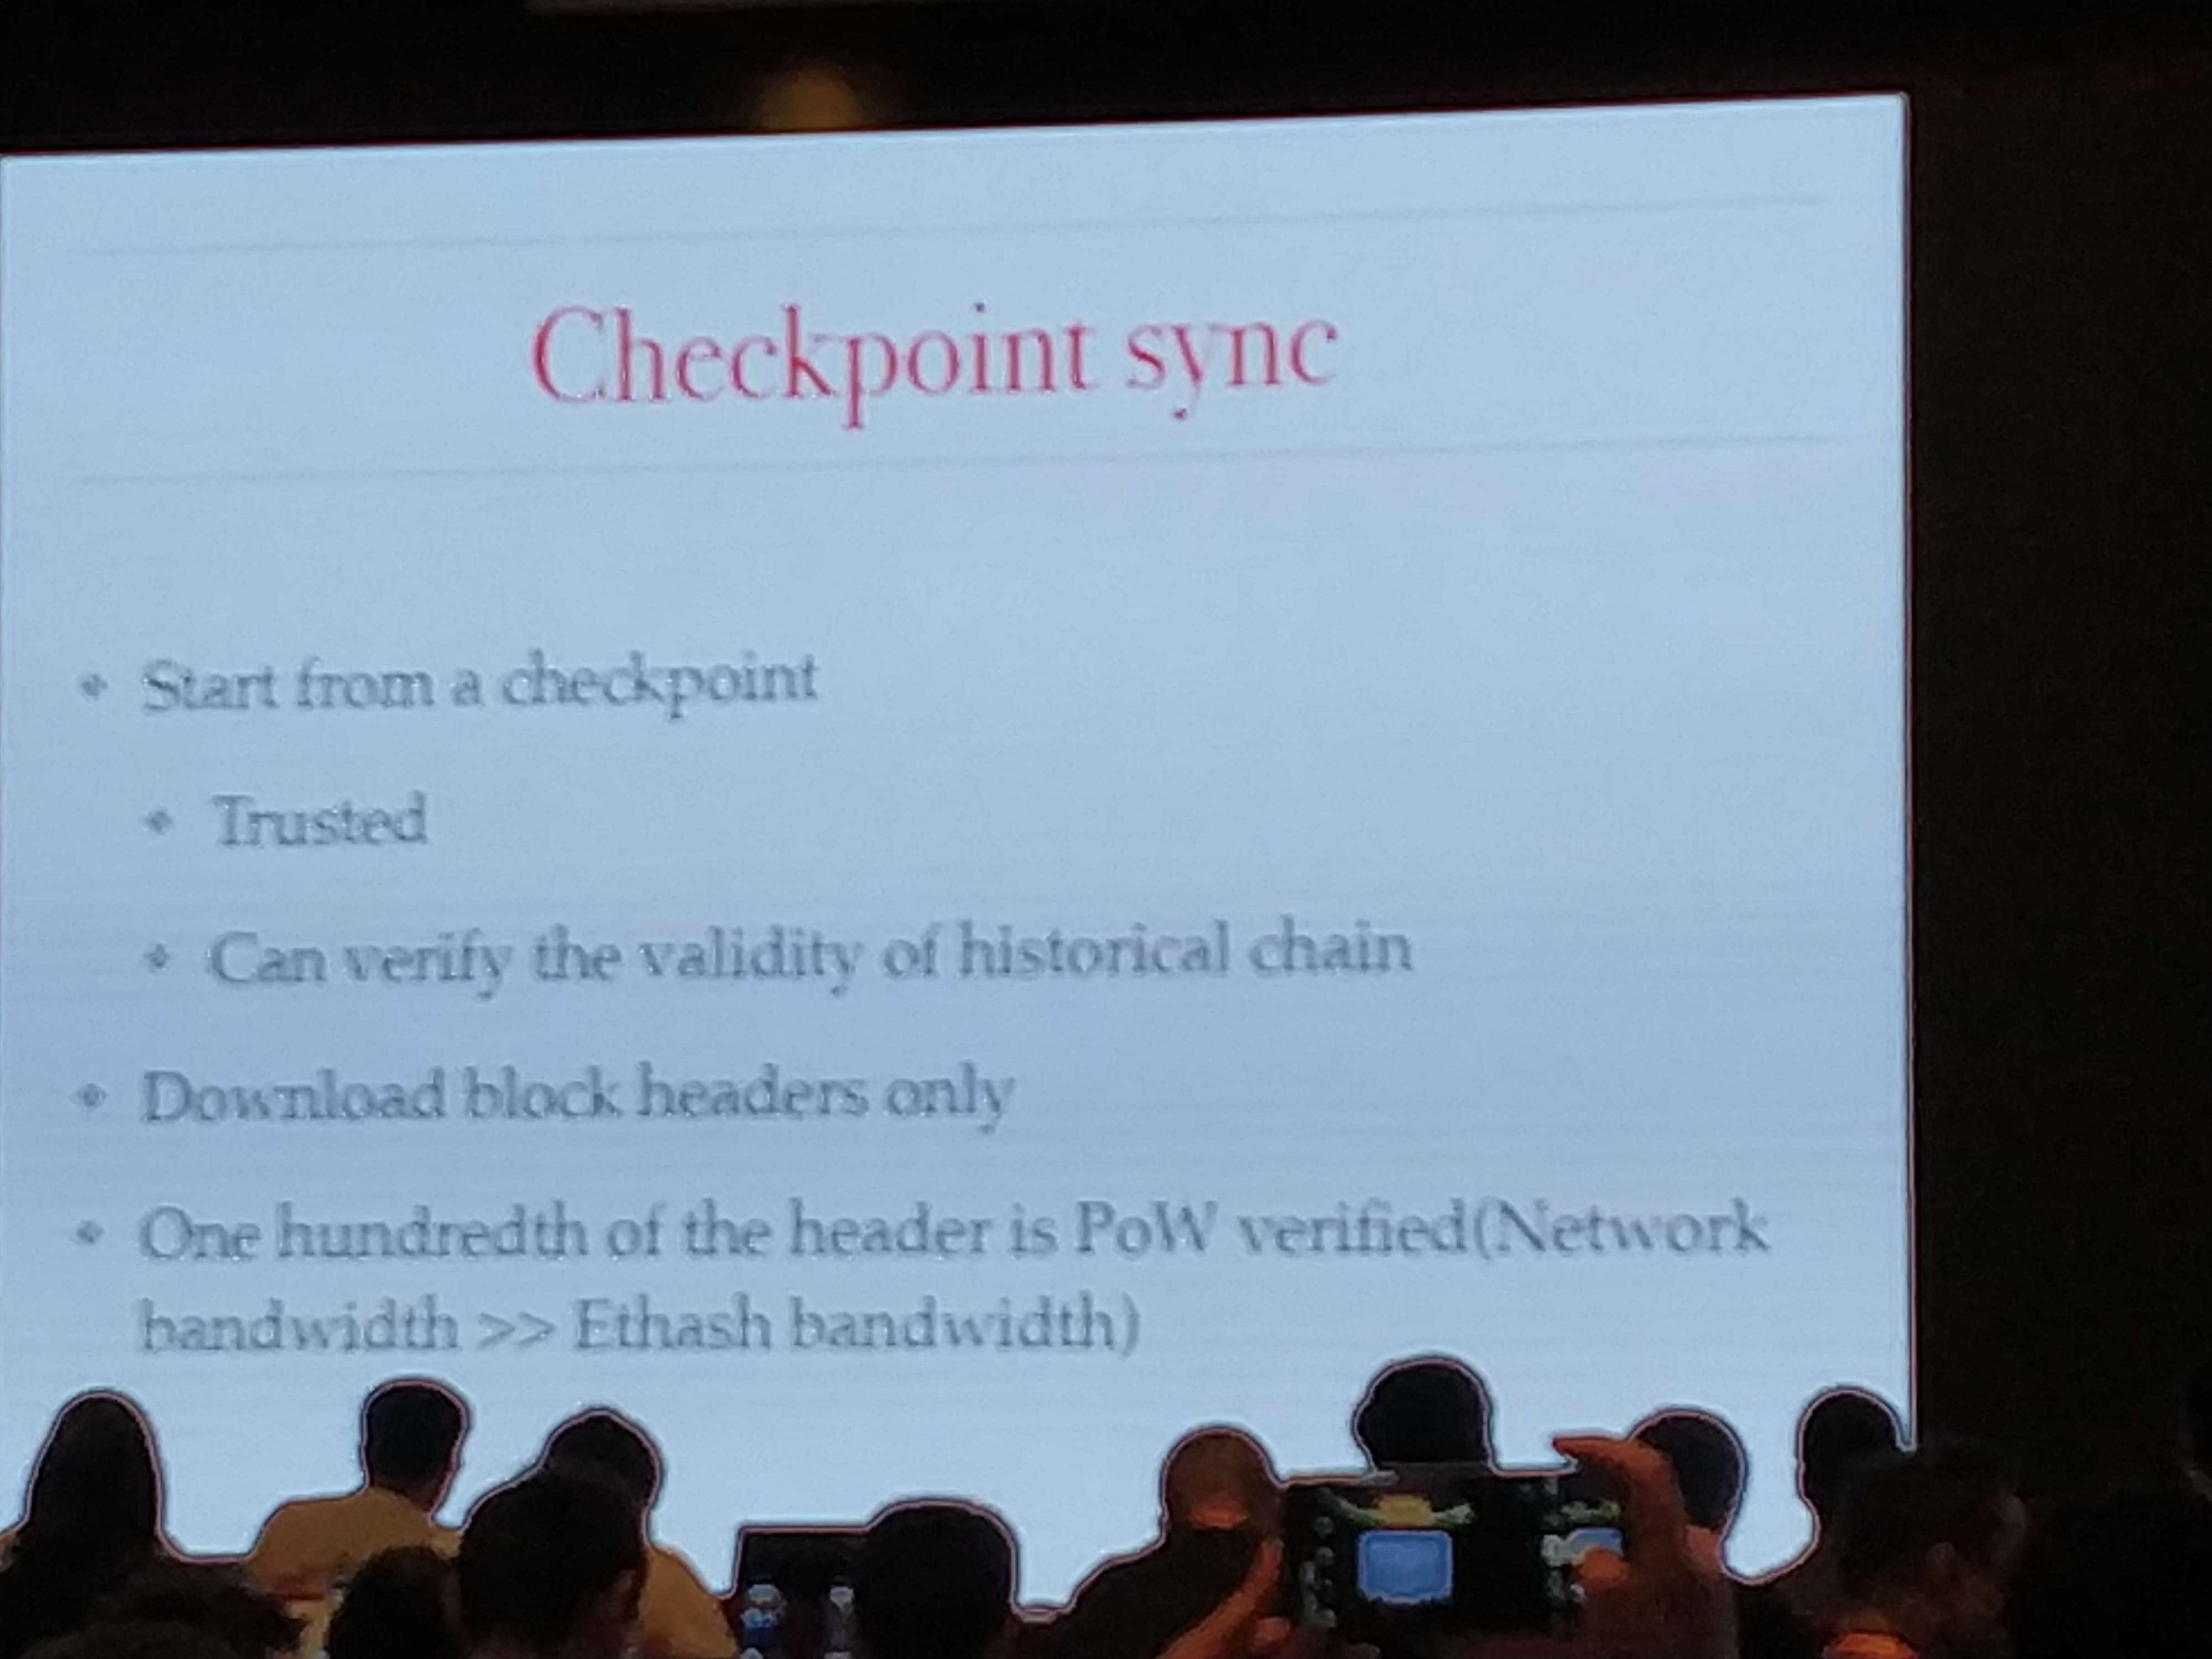 Checkpoint sync
Start from a checkpoint
Trusted
Can verify the validity of historical chain
Download block headers only
One hundredth of the header is PoW verified(Network
bandwidth >> Ethash bandwidth)